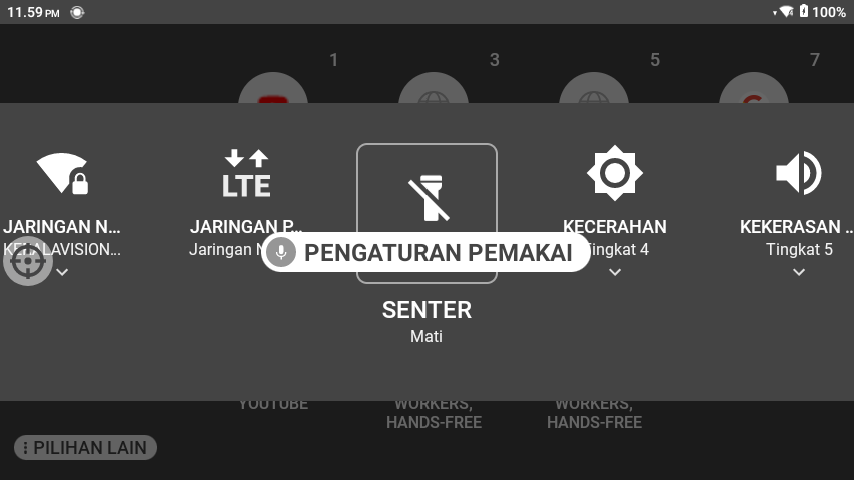 11.59 PM
100%
1
3
5
7
LTE
JARINGAN N...
JARINGAN P...
KECERAHAN
KEKERASAN ...
KENALAVISION...
Jaringan
Tingkat 4
Tingkat 5
PENGATURAN PEMAKAI
SENTER
Mati
YOUTUBE
WORKERS,
HANDS-FREE
WORKERS,
HANDS-FREE
PILIHAN LAIN